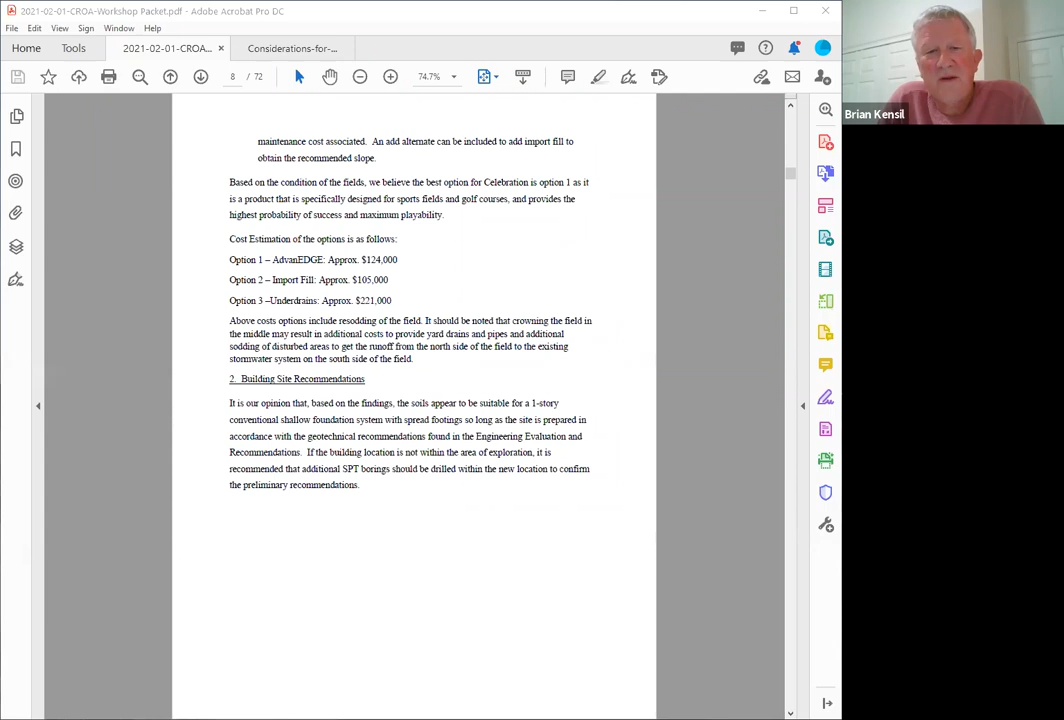 2021-02-01-CROA-Workshop Packet.pdf - Adobe Acrobat Pro DC
File Edit View Sign Window Help
Home Tools 2021-02-01-CROA... × Considerations-for-...
8 / 72 74.7%
maintenance cost associated. An add alternate can be included to add import fill to
obtain the recommended slope.
Based on the condition of the fields, we believe the best option for Celebration is option 1 as it
is a product that is specifically designed for sports fields and golf courses, and provides the
highest probability of success and maximum playability.
Cost Estimation of the options is as follows:
Option 1 – AdvanEDGE: Approx. $124,000
Option 2 – Import Fill: Approx. $105,000
Option 3 –Underdrains: Approx. $221,000
Above costs options include resodding of the field. It should be noted that crowning the field in
the middle may result in additional costs to provide yard drains and pipes and additional
sodding of disturbed areas to get the runoff from the north side of the field to the existing
stormwater system on the south side of the field.
2. Building Site Recommendations
It is our opinion that, based on the findings, the soils appear to be suitable for a 1-story
conventional shallow foundation system with spread footings so long as the site is prepared in
accordance with the geotechnical recommendations found in the Engineering Evaluation and
Recommendations. If the building location is not within the area of exploration, it is
recommended that additional SPT borings should be drilled within the new location to confirm
the preliminary recommendations.
Brian Kensil